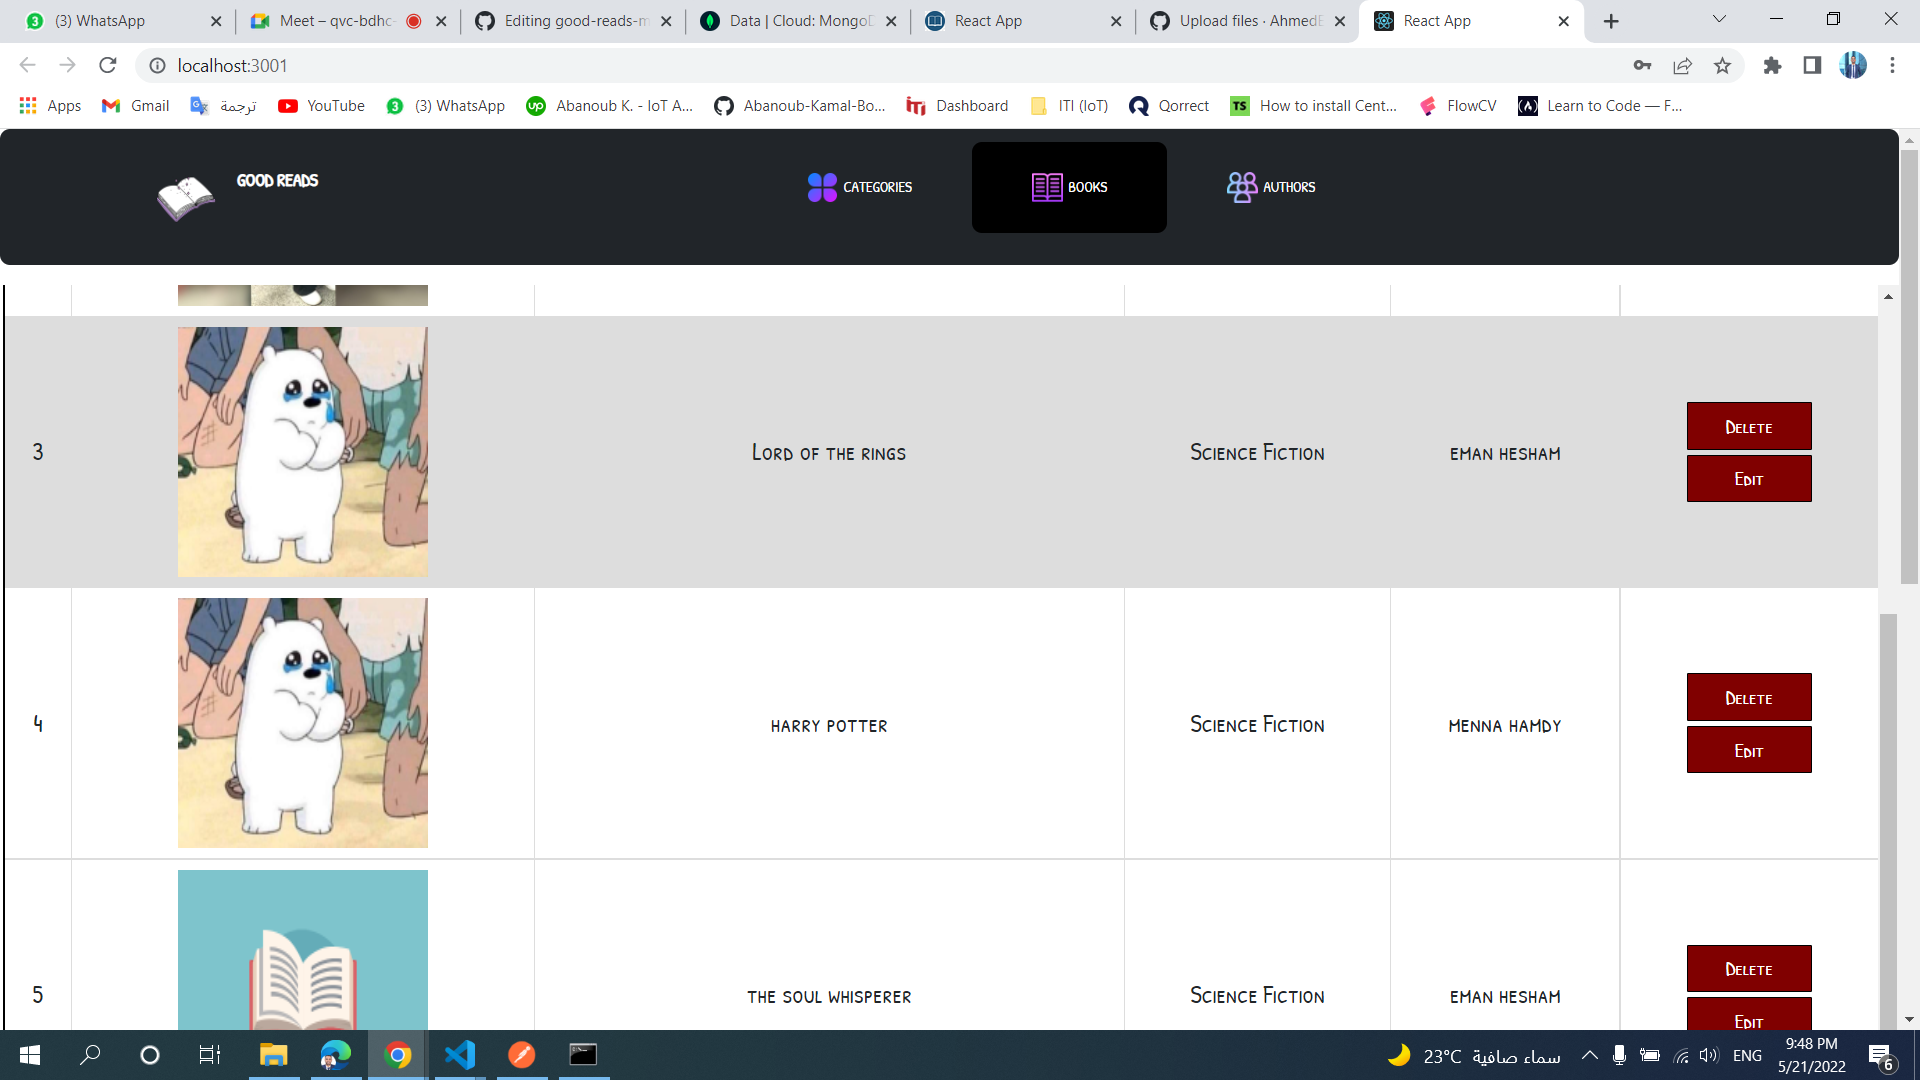 (3) WhatsApp
Meet – qvc-bdhc-
Editing good-reads-m
Data | Cloud: MongoD
React App
Upload files · AhmedE
React App
localhost:3001
Apps
Gmail
ترجمة
YouTube
(3) WhatsApp
Abanoub K. - IoT A...
Abanoub-Kamal-Bo...
Dashboard
ITI (IoT)
Qorrect
TS
How to install Cent...
FlowCV
Learn to Code — F...
GOOD READS
CATEGORIES
BOOKS
AUTHORS
3
Lord of the rings
Science Fiction
eman hesham
Delete
Edit
4
harry potter
Science Fiction
menna hamdy
Delete
Edit
5
the soul whisperer
Science Fiction
eman hesham
Delete
Edit
23°C سماء صافية
ENG
9:48 PM
5/21/2022
6